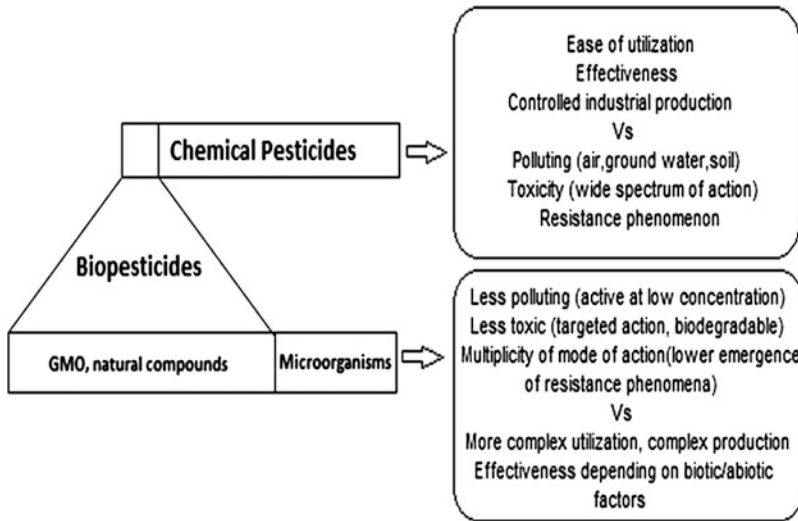 Ease of utilization
Effectiveness
Controlled industrial production
Vs
Polluting (air,ground water,soil)
Toxicity (wide spectrum of action)
Resistance phenomenon
Chemical Pesticides
Biopesticides
GMO, natural compounds
Microorganisms
Less polluting (active at low concentration)
Less toxic (targeted action, biodegradable)
Multiplicity of mode of action(lower emergence
of resistance phenomena)
Vs
More complex utilization, complex production
Effectiveness depending on biotic/abiotic
factors